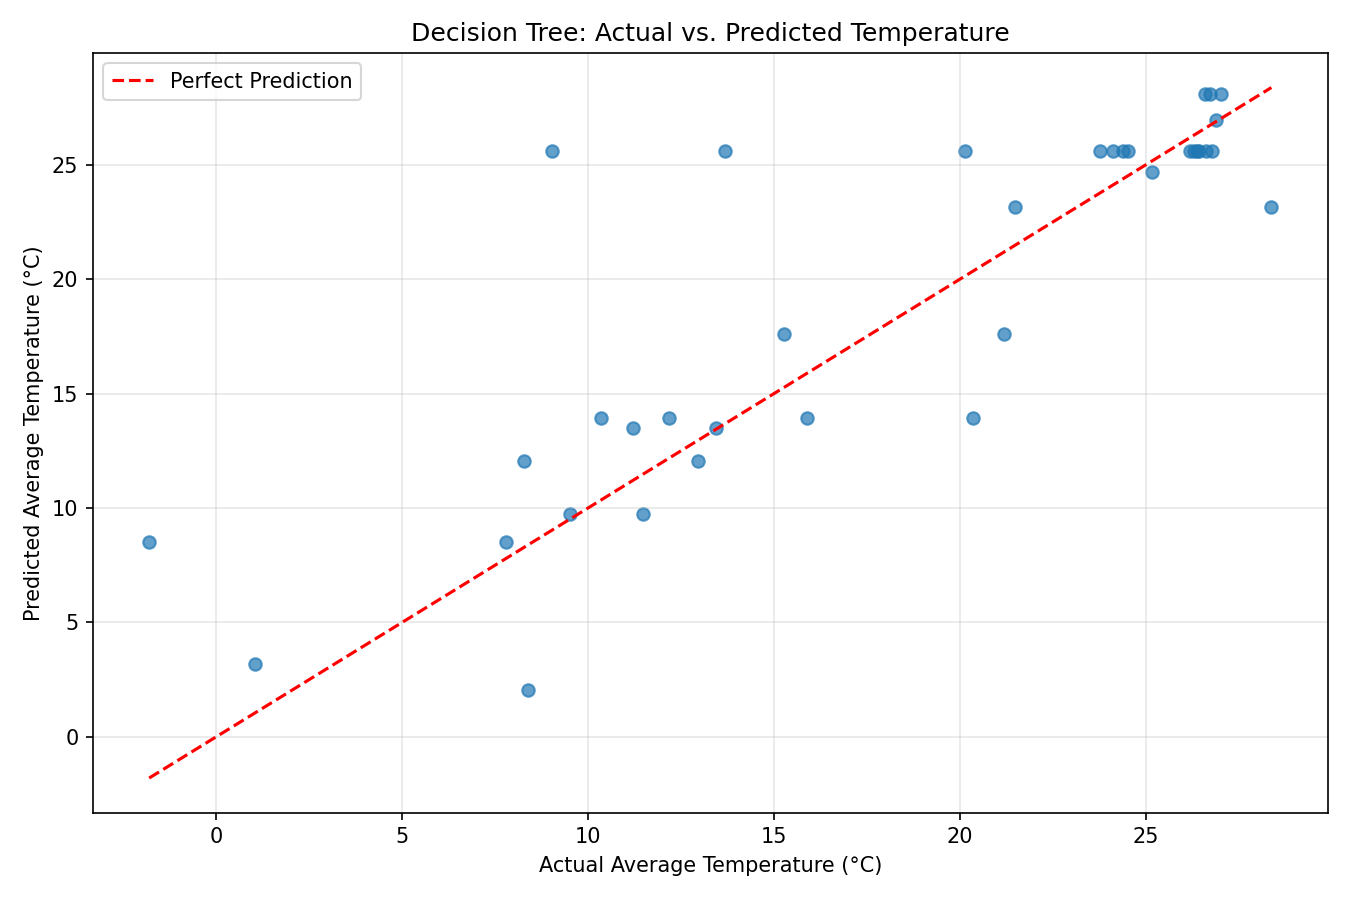 Decision Tree: Actual vs. Predicted Temperature
Perfect Prediction
Predicted Average Temperature (°C)
25
20
15
10
5
0
0 5 10 15 20 25
Actual Average Temperature (°C)